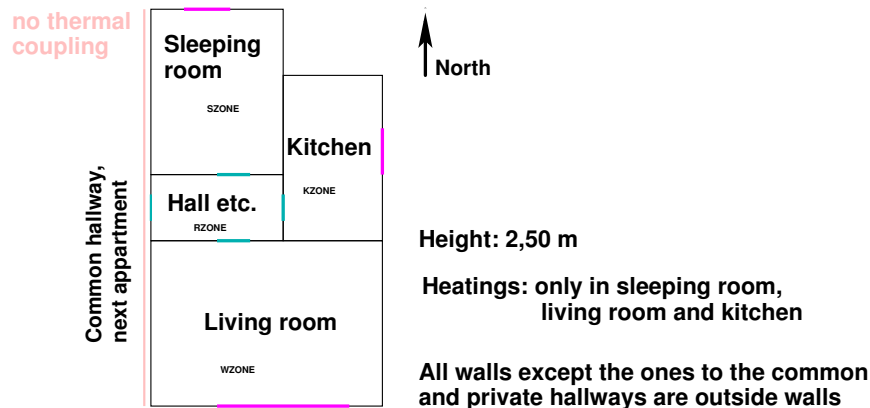 no thermal
coupling
Sleeping
room
SZONE
North
Kitchen
KZONE
Hall etc.
RZONE
Common hallway,
next appartment
Living room
WZONE
Height: 2,50 m
Heatings: only in sleeping room,
living room and kitchen
All walls except the ones to the common
and private hallways are outside walls